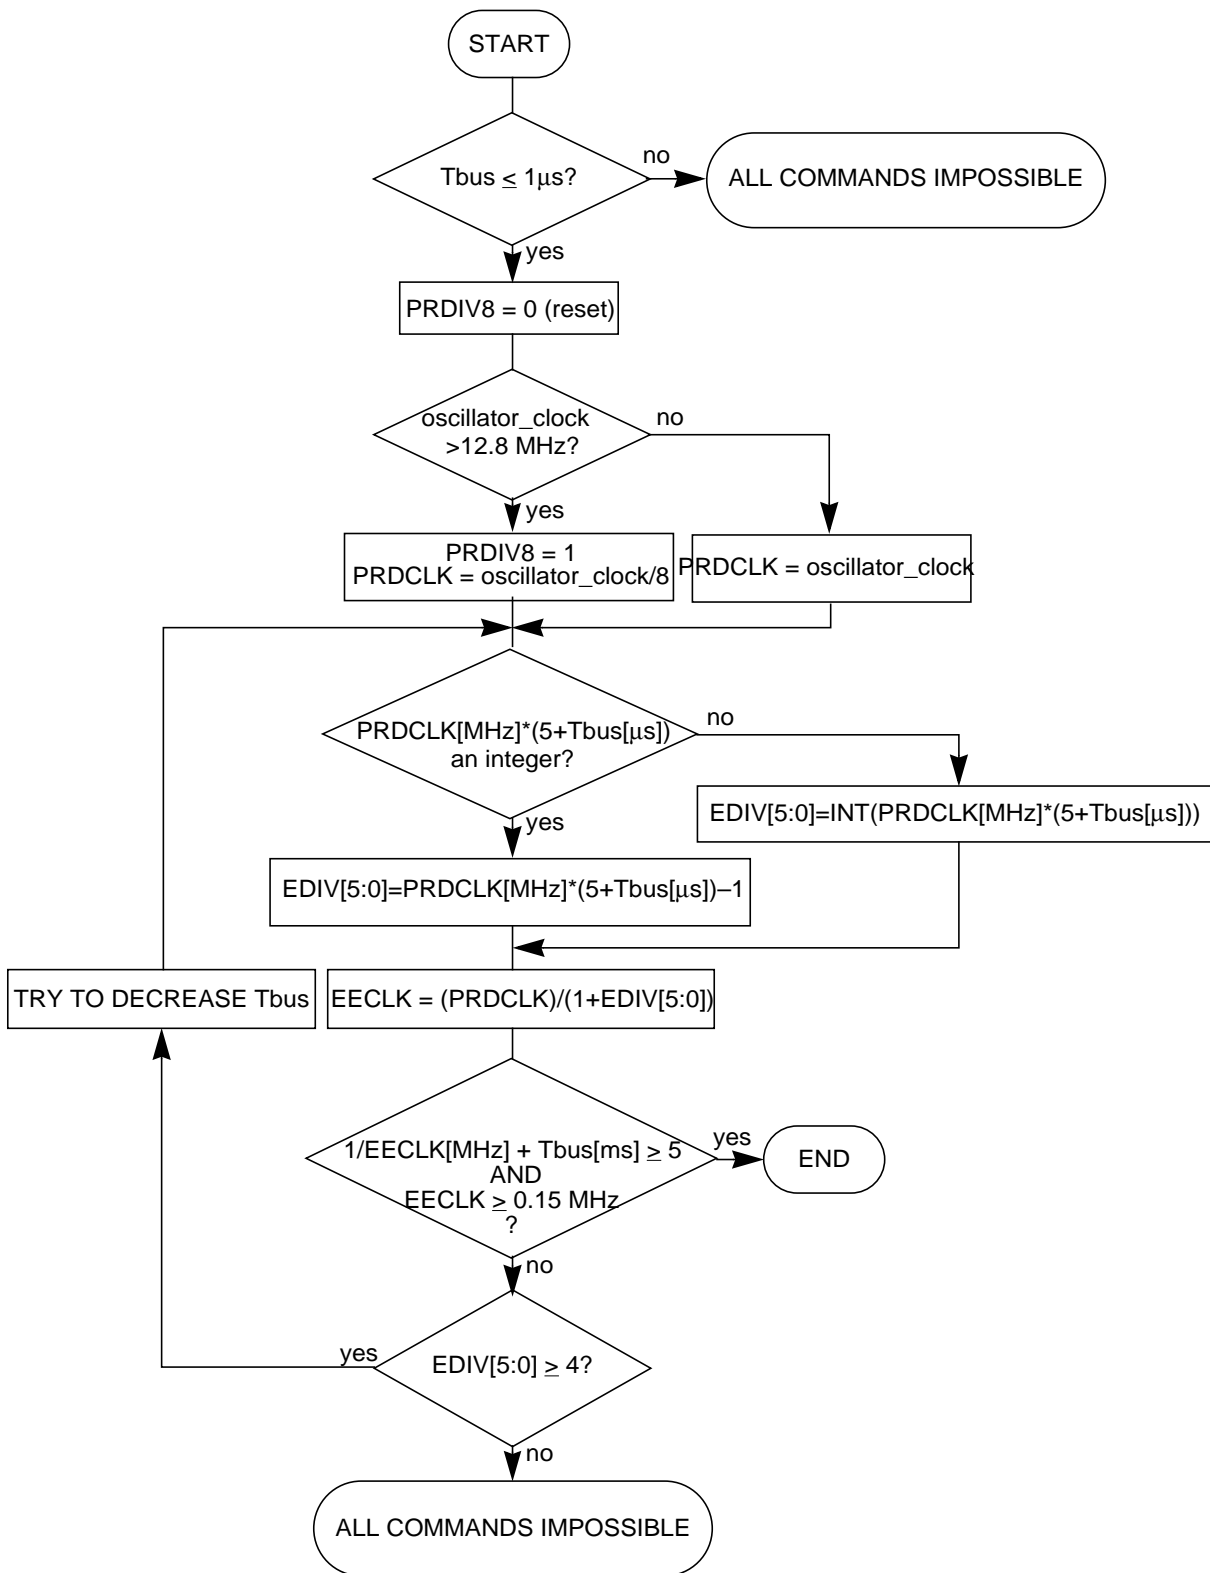 START
Tbus ≤ 1μs?
no
ALL COMMANDS IMPOSSIBLE
yes
PRDIV8 = 0 (reset)
oscillator_clock
>12.8 MHz?
no
yes
PRDIV8 = 1
PRDCLK = oscillator_clock/8
PRDCLK = oscillator_clock
PRDCLK[MHz]*(5+Tbus[μs])
an integer?
no
yes
EDIV[5:0]=INT(PRDCLK[MHz]*(5+Tbus[μs]))
EDIV[5:0]=PRDCLK[MHz]*(5+Tbus[μs])–1
TRY TO DECREASE Tbus
EECLK = (PRDCLK)/(1+EDIV[5:0])
1/EECLK[MHz] + Tbus[ms] ≥ 5
AND
EECLK ≥ 0.15 MHz
?
yes
END
no
EDIV[5:0] ≥ 4?
yes
no
ALL COMMANDS IMPOSSIBLE